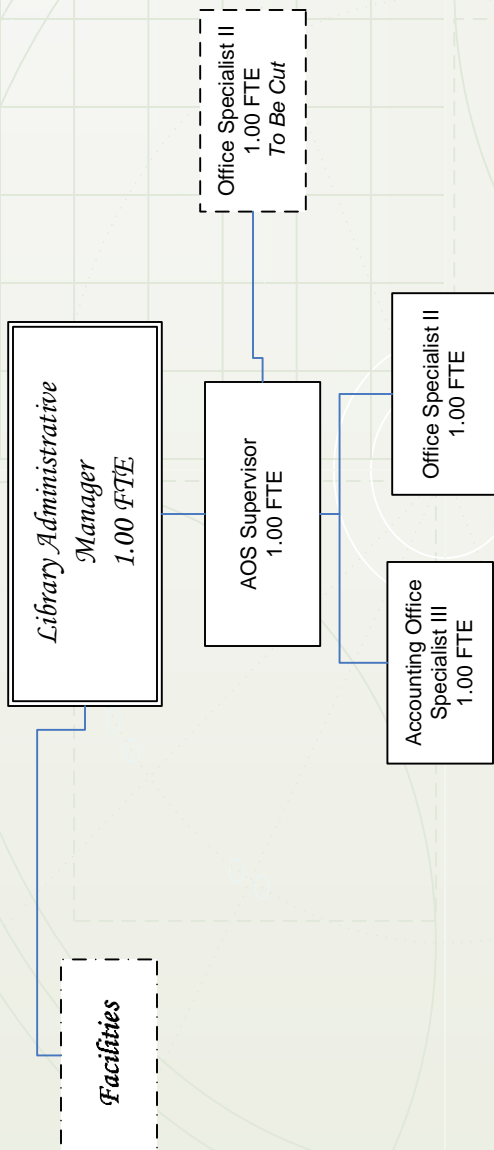 Library Administrative
Manager
1.00 FTE
Facilities
AOS Supervisor
1.00 FTE
Office Specialist II
1.00 FTE
To Be Cut
Accounting Office
Specialist III
1.00 FTE
Office Specialist II
1.00 FTE